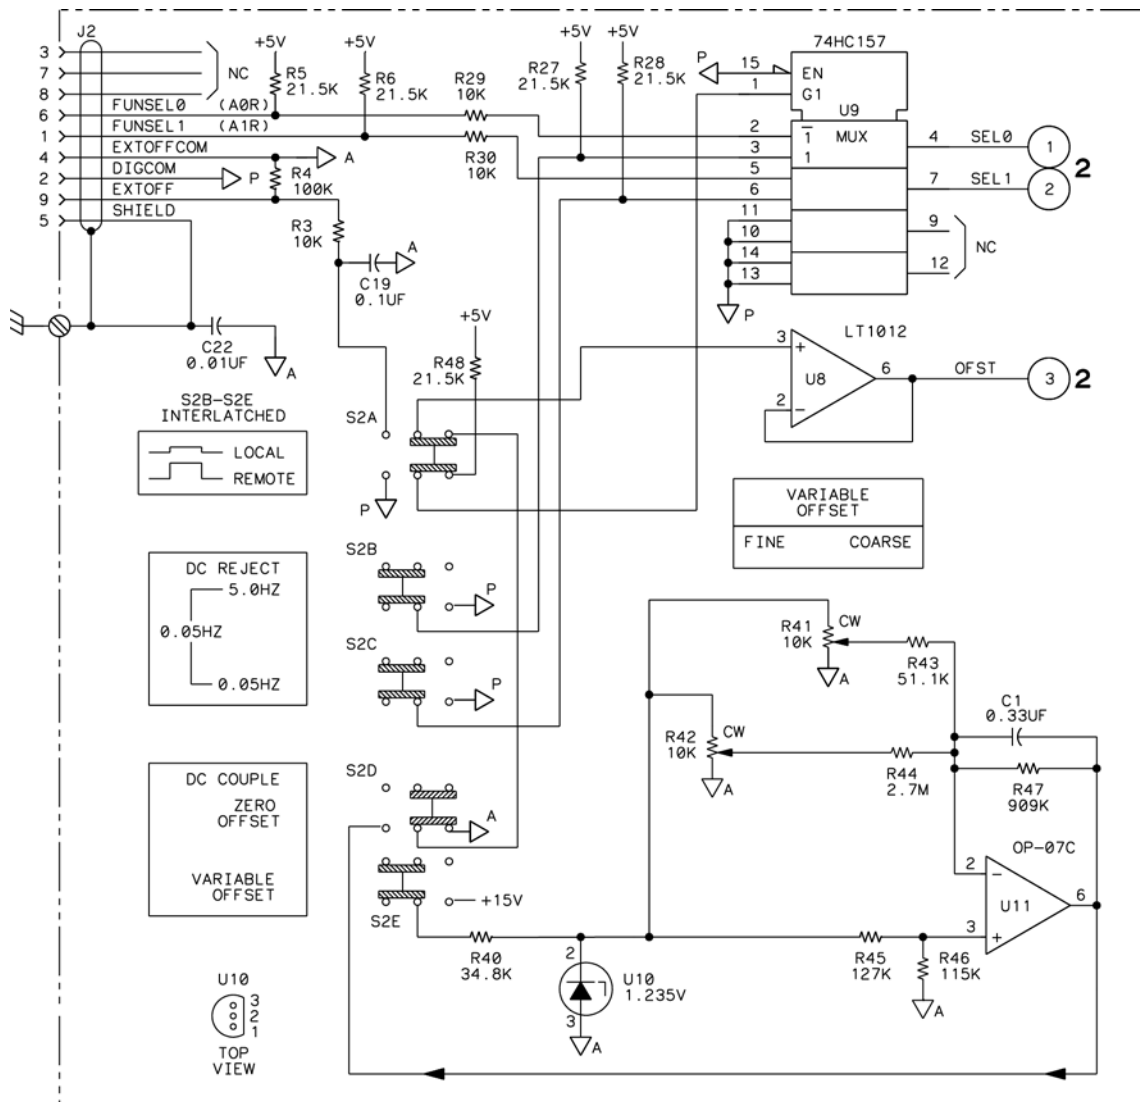 J2
3
7
8
NC
6 FUNSEL0 (A0R)
1 FUNSEL1 (A1R)
4 EXTOFFCOM
2 DIGCOM
9 EXTOFF
5 SHIELD
+5V
R5
21.5K
+5V
R6
21.5K
R29
10K
R30
10K
+5V
R27
21.5K
+5V
R28
21.5K
A
P
R4
100K
R3
10K
C19
0.1UF
A
C22
0.01UF
A
74HC157
P
15 EN
1 G1
U9
MUX
2 1
3 1
5
6
11
10
14
13
P
4 SEL0 1
7 SEL1 2
2
9
12
NC
LT1012
3 +
2 −
U8
6 OFST 3 2
+5V
R48
21.5K
S2B-S2E
INTERLATCHED
LOCAL
REMOTE
S2A
P
VARIABLE
OFFSET
FINE COARSE
DC REJECT
5.0HZ
0.05HZ
0.05HZ
S2B
P
S2C
P
R41
10K
CW
A
R43
51.1K
R42
10K
CW
A
R44
2.7M
C1
0.33UF
R47
909K
DC COUPLE
ZERO
OFFSET
VARIABLE
OFFSET
S2D
A
S2E
+15V
OP-07C
2 −
3 +
U11
6
R40
34.8K
2
3
U10
1.235V
A
R45
127K
R46
115K
A
U10
3
2
1
TOP
VIEW